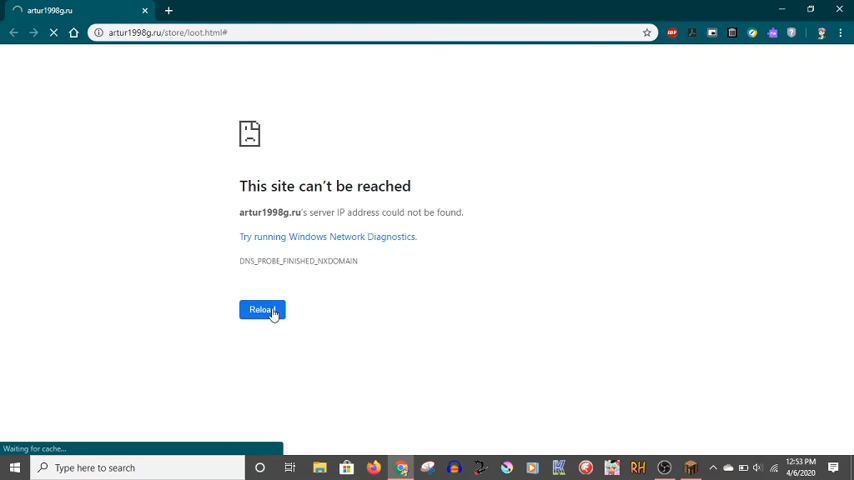 artur1998g.ru
artur1998g.ru/store/loot.html#
This site can't be reached
artur1998g.ru's server IP address could not be found.
Try running Windows Network Diagnostics.
DNS_PROBE_FINISHED_NXDOMAIN
Reload
Waiting for cache...
Type here to search
RH
12:53 PM
4/6/2020